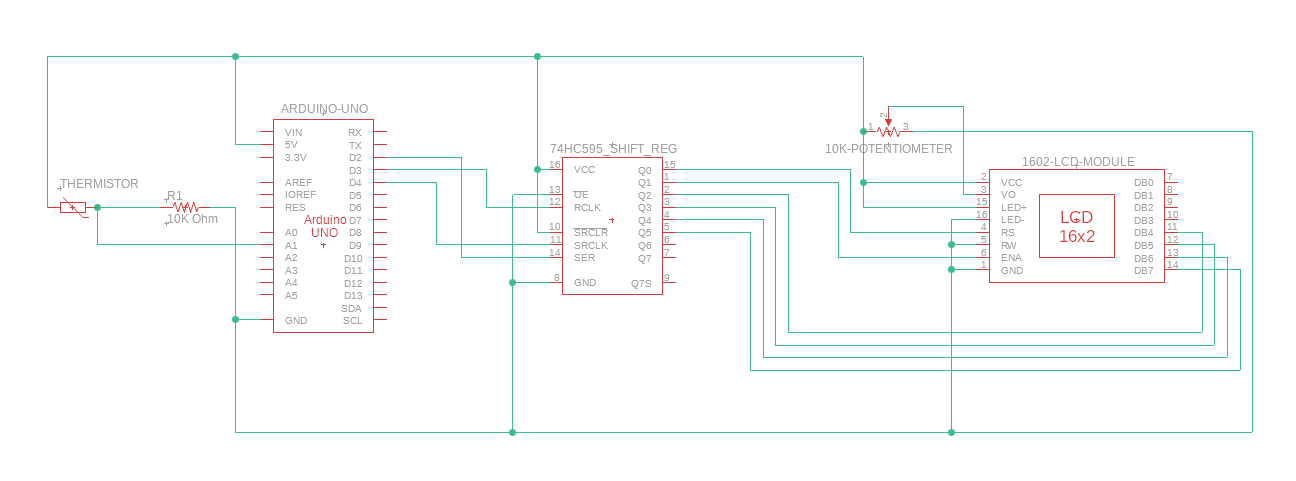 ARDUINO-UNO
VIN RX
5V TX
3.3V D2
D3
AREF D4
IOREF D5
RES D6
Arduino UNO
D7
A0 D8
A1 D9
A2 D10
A3 D11
A4 D12
A5 D13
SDA
GND SCL
THERMISTOR
R1
10K Ohm
74HC595_SHIFT_REG
16 VCC Q0 15
Q1 1
13 OE Q2 2
12 RCLK Q3 3
Q4 4
10 SRCLR Q5 5
11 SRCLK Q6 6
14 SER Q7 7
8 GND Q7S 9
2
1 3
10K-POTENTIOMETER
1602-LCD-MODULE
2 VCC DB0 7
3 VO DB1 8
15 LED+ DB2 9
16 LED- DB3 10
4 RS DB4 11
5 RW DB5 12
6 ENA DB6 13
1 GND DB7 14
LCD
16x2